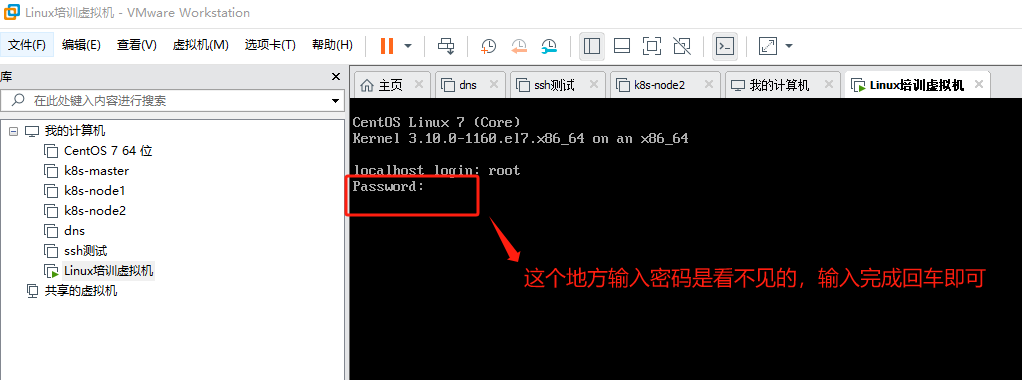 Linux培训虚拟机 - VMware Workstation
文件(F) 编辑(E) 查看(V) 虚拟机(M) 选项卡(T) 帮助(H)
库
在此处键入内容进行搜索
我的计算机
CentOS 7 64 位
k8s-master
k8s-node1
k8s-node2
dns
ssh测试
Linux培训虚拟机
共享的虚拟机
主页 dns ssh测试 k8s-node2 我的计算机 Linux培训虚拟机
CentOS Linux 7 (Core)
Kernel 3.10.0-1160.el7.x86_64 on an x86_64
localhost login: root
Password:
这个地方输入密码是看不见的，输入完成回车即可